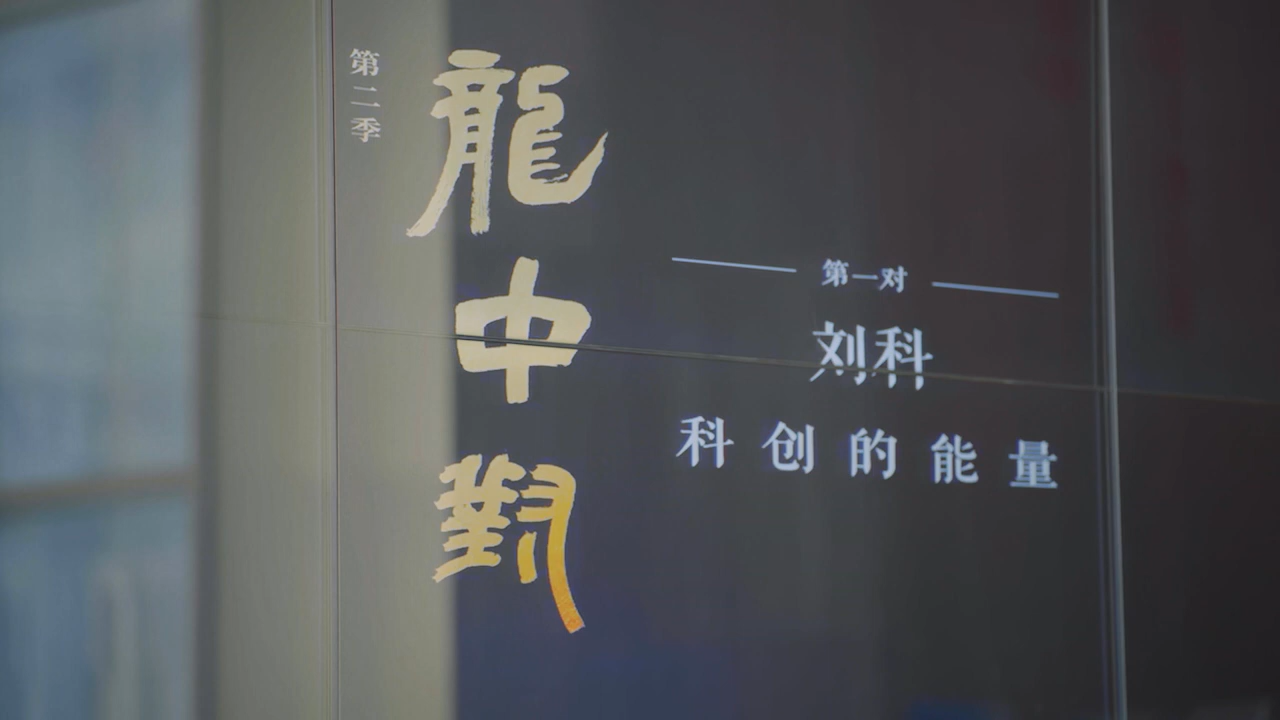 第二季
龍中對
第一对
刘科
科创的能量